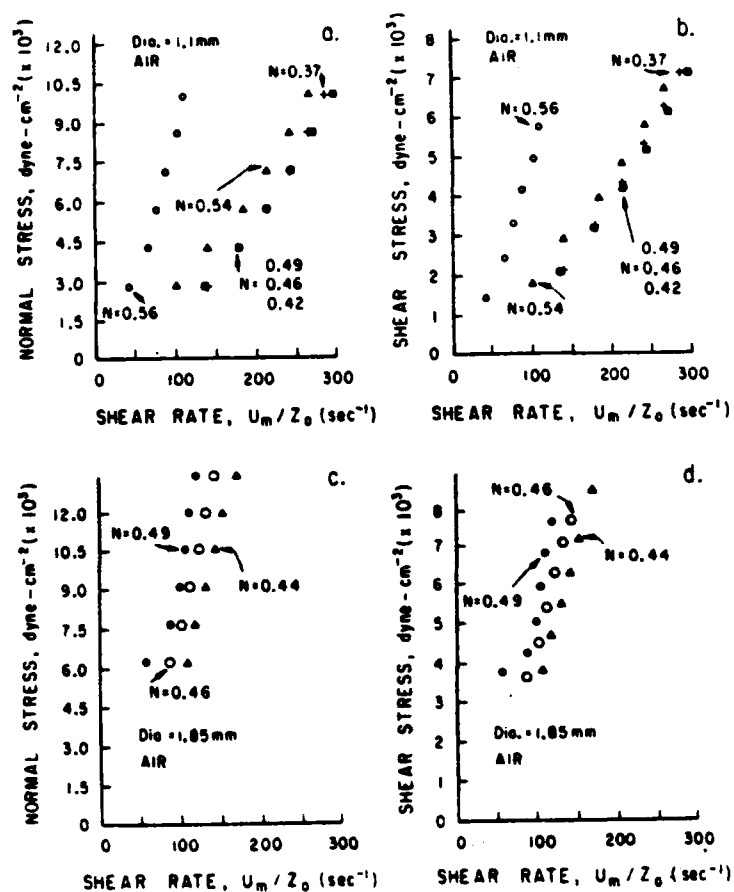 a.
Dia. = 1.1mm
AIR
N=0.37
N=0.54
N=0.56
0.49
N=0.46
0.42
NORMAL STRESS, dyne-cm⁻² (x 10³)
12.0
10.5
9.0
7.5
6.0
4.5
3.0
1.5
0
0 100 200 300
SHEAR RATE, Um/Zo (sec⁻¹)
b.
Dia. = 1.1mm
AIR
N=0.37
N=0.56
0.49
N=0.46
0.42
N=0.54
SHEAR STRESS, dyne-cm⁻² (x 10³)
8
7
6
5
4
3
2
1
0
0 100 200 300
SHEAR RATE, Um/Zo (sec⁻¹)
c.
N=0.49
N=0.44
N=0.46
Dia. = 1.85mm
AIR
NORMAL STRESS, dyne-cm⁻² (x 10³)
12.0
10.5
9.0
7.5
6.0
4.5
3.0
1.5
0
0 100 200 300
SHEAR RATE, Um/Zo (sec⁻¹)
d.
N=0.46
N=0.44
N=0.49
Dia. = 1.85mm
AIR
SHEAR STRESS, dyne-cm⁻² (x 10³)
8
7
6
5
4
3
2
1
0
0 100 200 300
SHEAR RATE, Um/Zo (sec⁻¹)